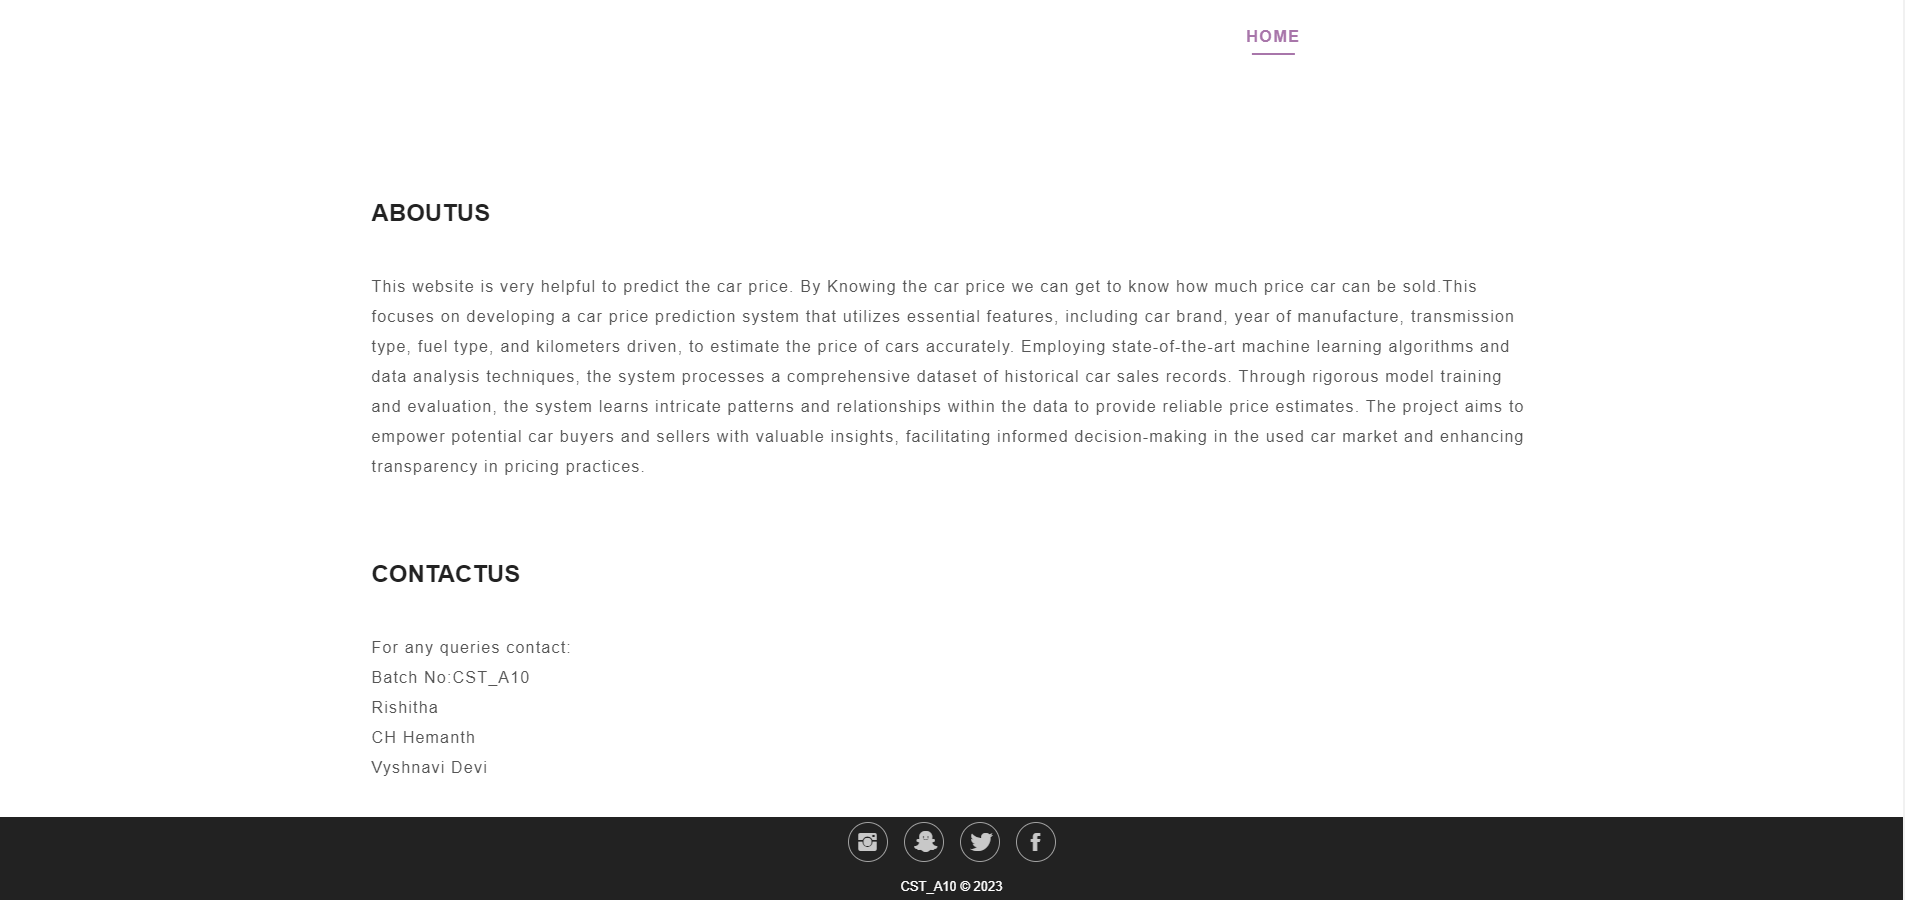 HOME
ABOUTUS
This website is very helpful to predict the car price. By Knowing the car price we can get to know how much price car can be sold.This
focuses on developing a car price prediction system that utilizes essential features, including car brand, year of manufacture, transmission
type, fuel type, and kilometers driven, to estimate the price of cars accurately. Employing state-of-the-art machine learning algorithms and
data analysis techniques, the system processes a comprehensive dataset of historical car sales records. Through rigorous model training
and evaluation, the system learns intricate patterns and relationships within the data to provide reliable price estimates. The project aims to
empower potential car buyers and sellers with valuable insights, facilitating informed decision-making in the used car market and enhancing
transparency in pricing practices.
CONTACTUS
For any queries contact:
Batch No:CST_A10
Rishitha
CH Hemanth
Vyshnavi Devi
CST_A10 © 2023